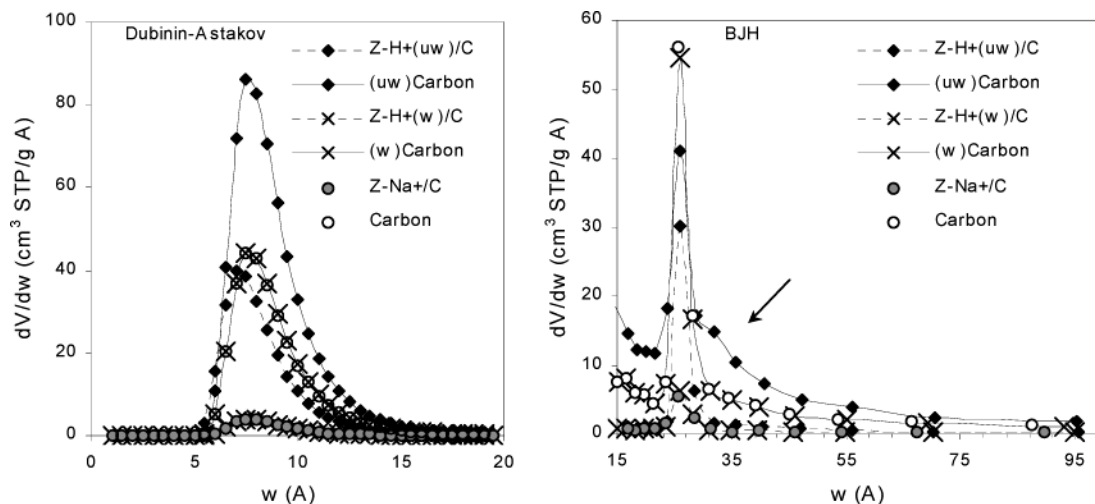 Dubinin-Astakov
Z-H+(uw)/C
(uw)Carbon
Z-H+(w)/C
(w)Carbon
Z-Na+/C
Carbon
dV/dw (cm³ STP/g A)
100
80
60
40
20
0
0
5
10
15
20
w (A)
BJH
Z-H+(uw)/C
(uw)Carbon
Z-H+(w)/C
(w)Carbon
Z-Na+/C
Carbon
dV/dw (cm³ STP/g A)
60
50
40
30
20
10
0
15
35
55
75
95
w (A)